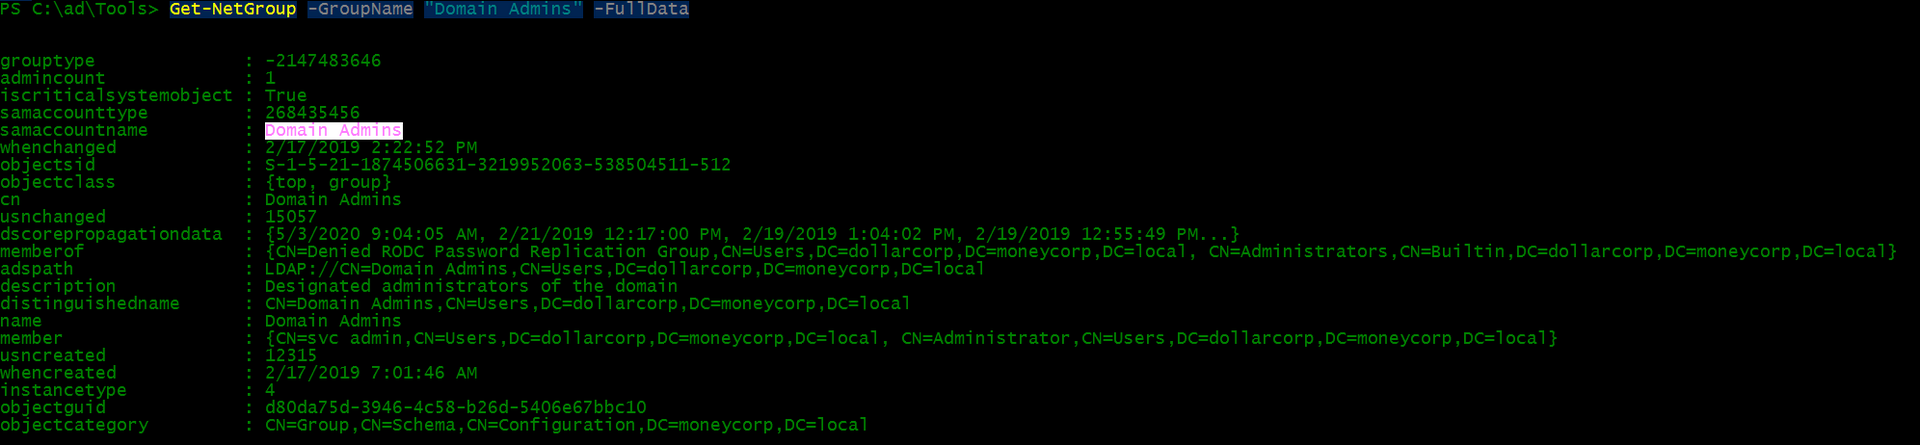 PS C:\ad\Tools> Get-NetGroup -GroupName "Domain Admins" -FullData
grouptype : -2147483646
admincount : 1
iscriticalsystemobject : True
samaccounttype : 268435456
samaccountname : Domain Admins
whenchanged : 2/17/2019 2:22:52 PM
objectsid : S-1-5-21-1874506631-3219952063-538504511-512
objectclass : {top, group}
cn : Domain Admins
usnchanged : 15057
dscorepropagationdata : {5/3/2020 9:04:05 AM, 2/21/2019 12:17:00 PM, 2/19/2019 1:04:02 PM, 2/19/2019 12:55:49 PM...}
memberof : {CN=Denied RODC Password Replication Group,CN=Users,DC=dollarcorp,DC=moneycorp,DC=local, CN=Administrators,CN=Builtin,DC=dollarcorp,DC=moneycorp,DC=local}
adspath : LDAP://CN=Domain Admins,CN=Users,DC=dollarcorp,DC=moneycorp,DC=local
description : Designated administrators of the domain
distinguishedname : CN=Domain Admins,CN=Users,DC=dollarcorp,DC=moneycorp,DC=local
name : Domain Admins
member : {CN=svc admin,CN=Users,DC=dollarcorp,DC=moneycorp,DC=local, CN=Administrator,CN=Users,DC=dollarcorp,DC=moneycorp,DC=local}
usncreated : 12315
whencreated : 2/17/2019 7:01:46 AM
instancetype : 4
objectguid : d80da75d-3946-4c58-b26d-5406e67bbc10
objectcategory : CN=Group,CN=Schema,CN=Configuration,DC=moneycorp,DC=local